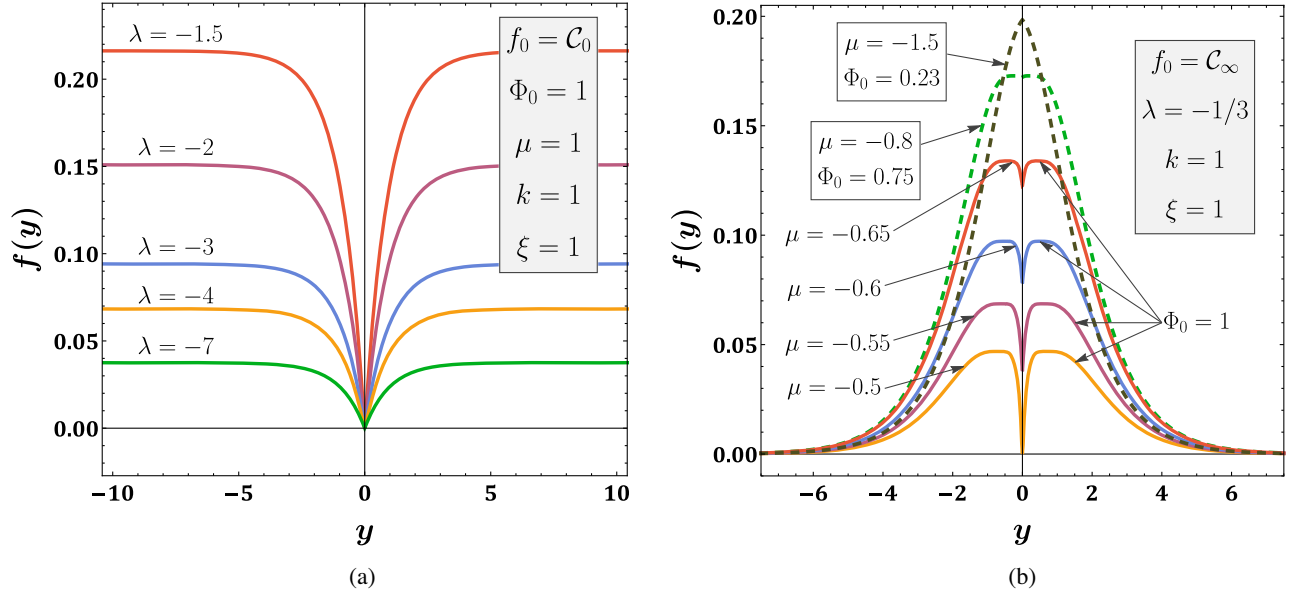 λ = −1.5
λ = −2
λ = −3
λ = −4
λ = −7
f₀ = 𝒞₀
Φ₀ = 1
μ = 1
k = 1
ξ = 1
f(y)
0.20
0.15
0.10
0.05
0.00
−10
−5
0
5
10
y
(a)
μ = −1.5
Φ₀ = 0.23
μ = −0.8
Φ₀ = 0.75
μ = −0.65
μ = −0.6
μ = −0.55
μ = −0.5
f₀ = 𝒞∞
λ = −1/3
k = 1
ξ = 1
Φ₀ = 1
f(y)
0.20
0.15
0.10
0.05
0.00
−6
−4
−2
0
2
4
6
y
(b)